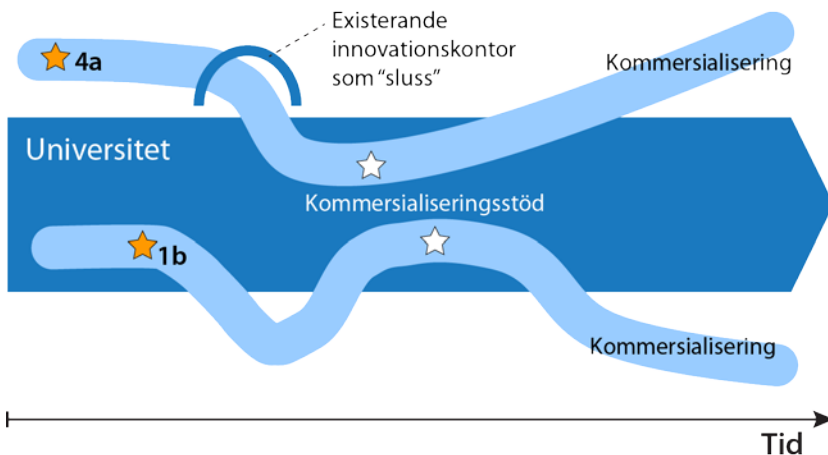 Existerande
innovationskontor
som “sluss”
4a
Kommersialisering
Universitet
Kommersialiseringsstöd
1b
Kommersialisering
Tid